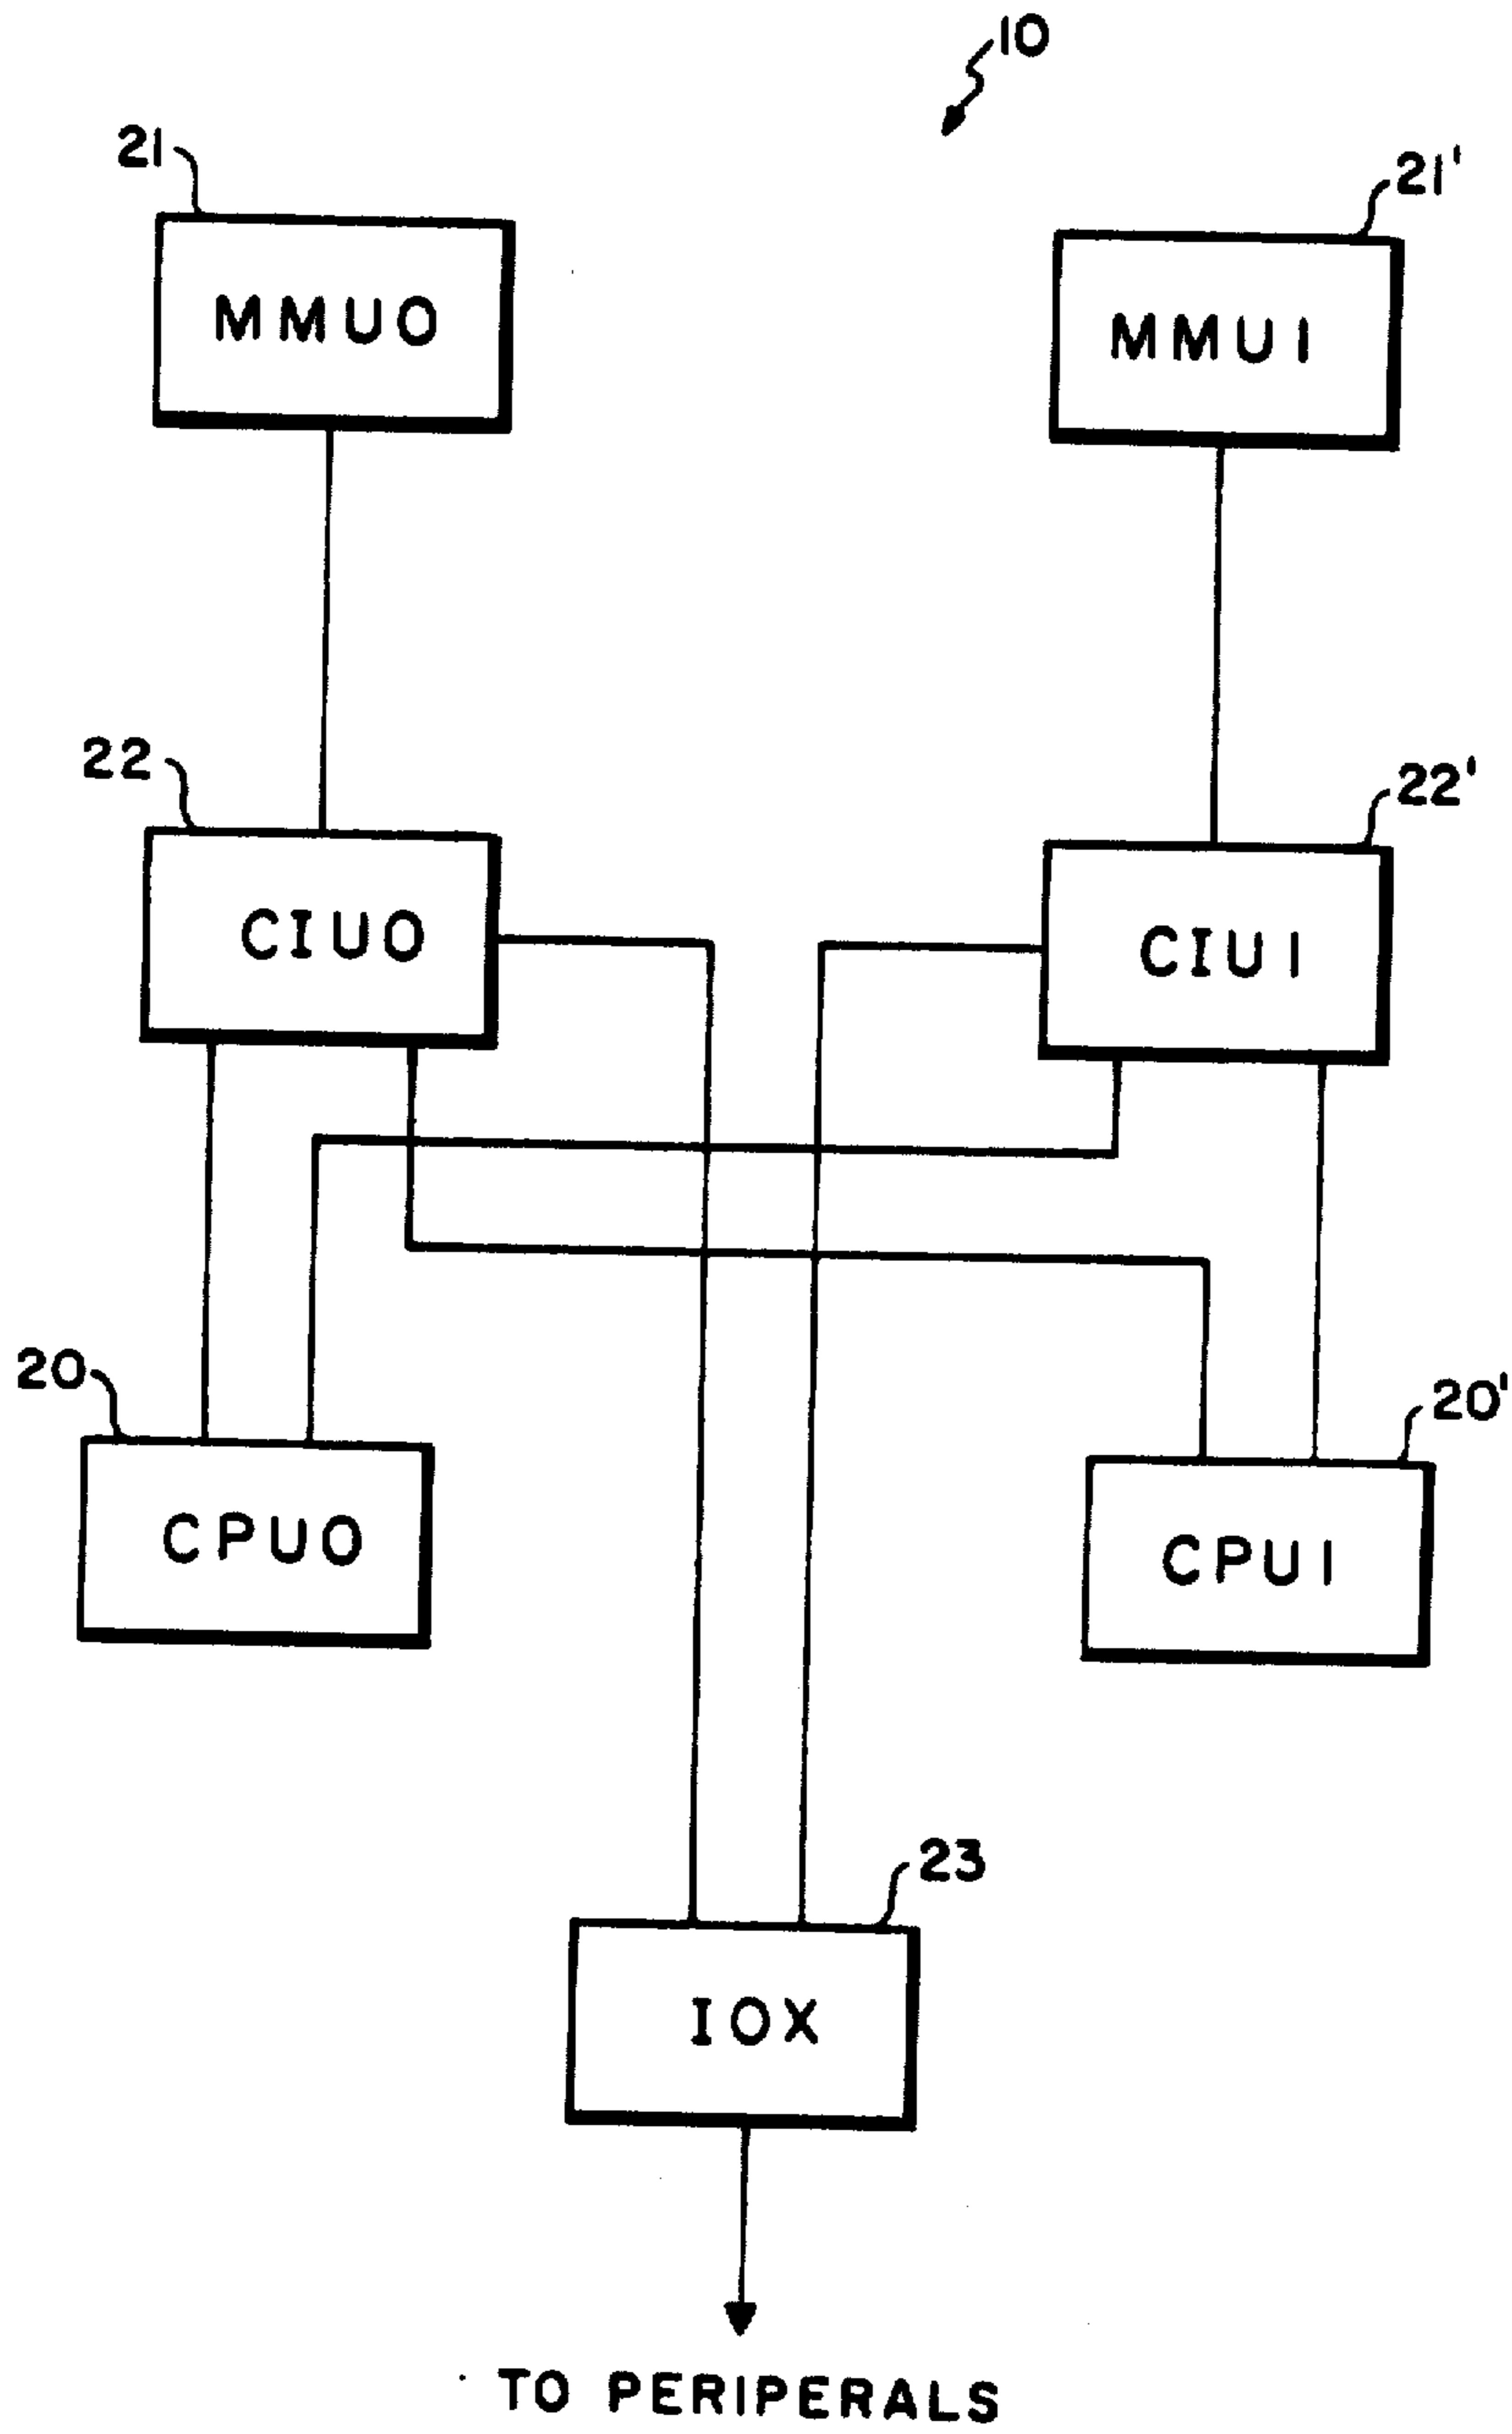 10
21
21'
MMU0
MMU1
22
22'
CIU0
CIU1
20
20'
CPU0
CPU1
23
IOX
TO PERIPERALS